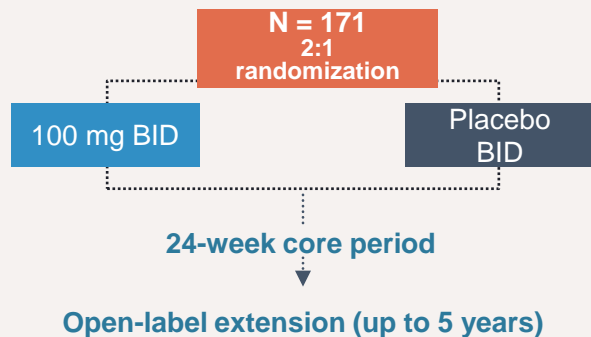 N = 171
2:1
randomization
100 mg BID
Placebo
BID
24-week core period
Open-label extension (up to 5 years)